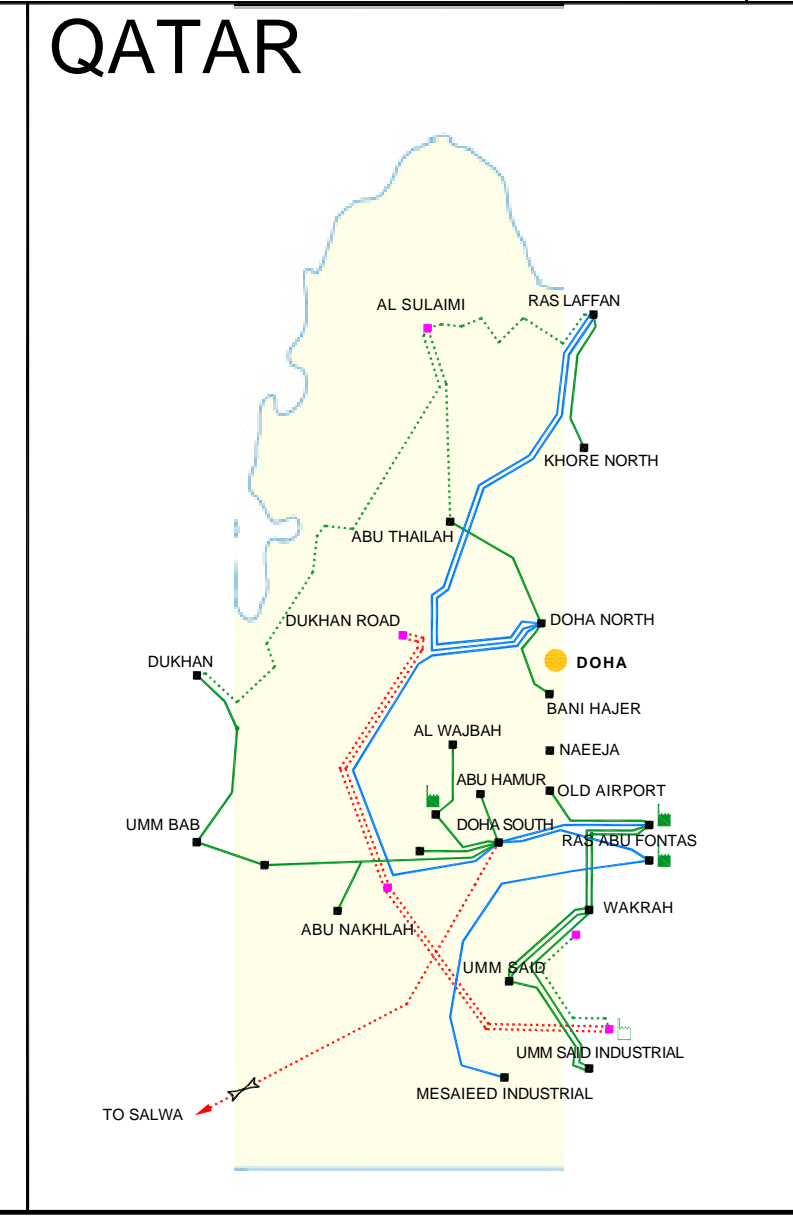 QATAR
AL SULAIMI
RAS LAFFAN
KHORE NORTH
ABU THAILAH
DUKHAN ROAD
DOHA NORTH
DUKHAN
DOHA
BANI HAJER
AL WAJBAH
NAEEJA
ABU HAMUR
OLD AIRPORT
UMM BAB
DOHA SOUTH
RAS ABU FONTAS
WAKRAH
ABU NAKHLAH
UMM SAID
UMM SAID INDUSTRIAL
MESAIEED INDUSTRIAL
TO SALWA